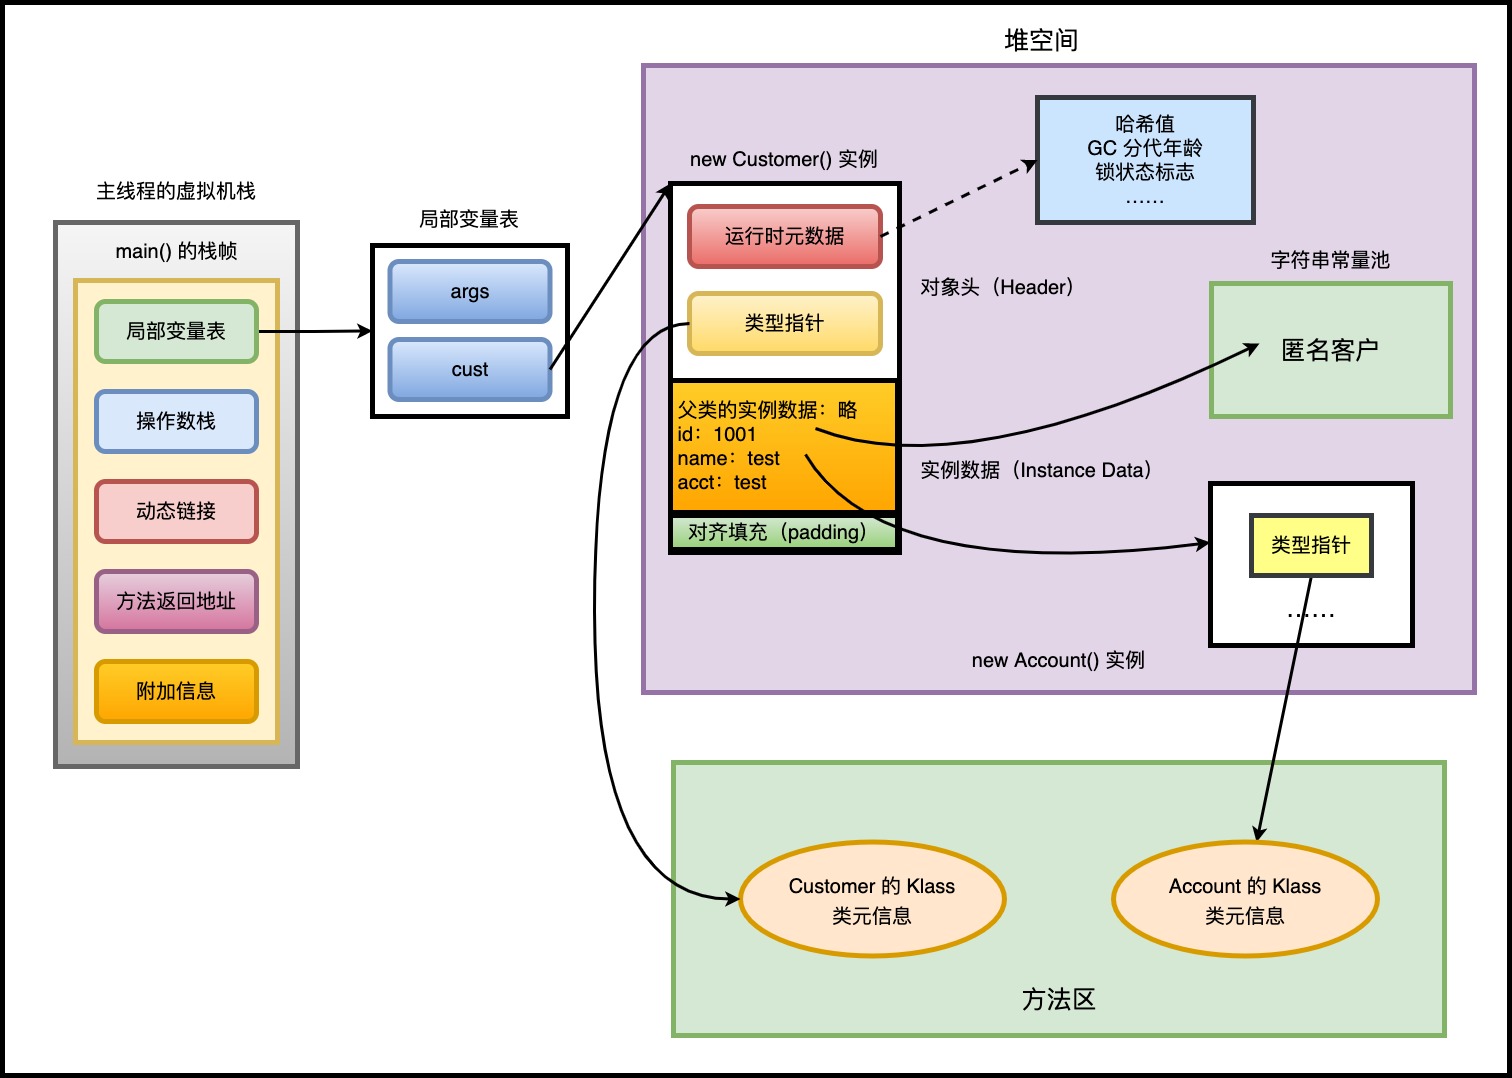 堆空间
主线程的虚拟机栈
main() 的栈帧
局部变量表
操作数栈
动态链接
方法返回地址
附加信息
局部变量表
args
cust
new Customer() 实例
运行时元数据
类型指针
父类的实例数据：略
id：1001
name：test
acct：test
对齐填充（padding）
哈希值
GC 分代年龄
锁状态标志
……
对象头（Header）
字符串常量池
匿名客户
实例数据（Instance Data）
类型指针
……
new Account() 实例
Customer 的 Klass
类元信息
Account 的 Klass
类元信息
方法区